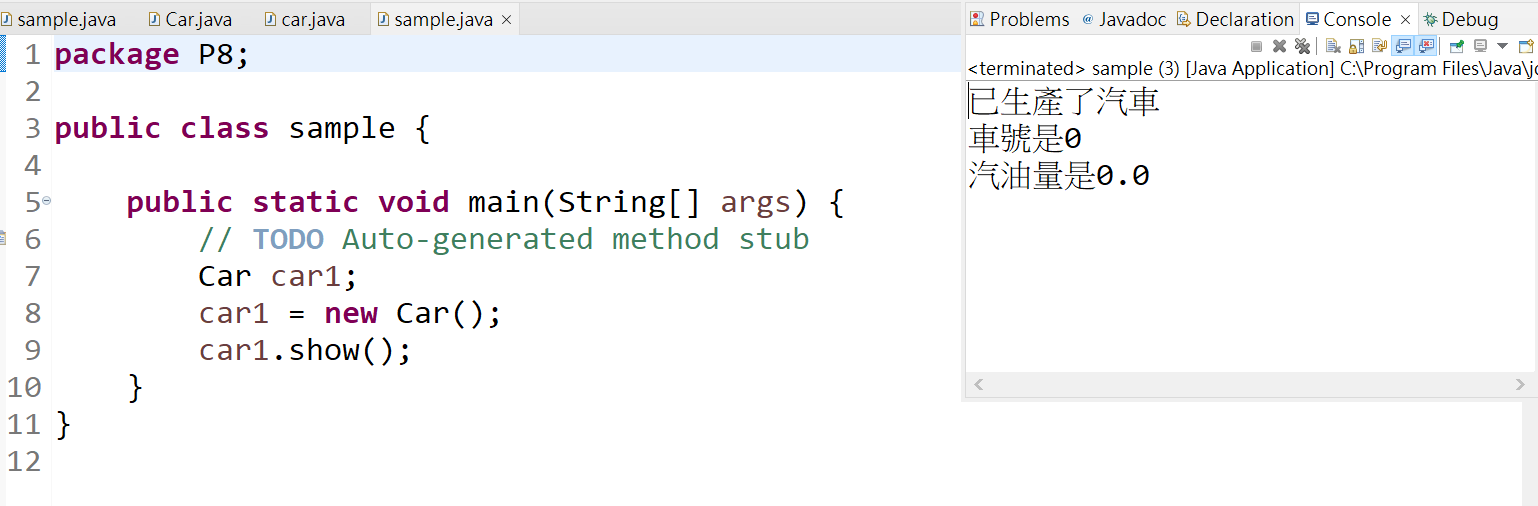 sample.java Car.java car.java sample.java
1 package P8;
2
3 public class sample {
4
5 public static void main(String[] args) {
6 // TODO Auto-generated method stub
7 Car car1;
8 car1 = new Car();
9 car1.show();
10 }
11 }
12
Problems @ Javadoc Declaration Console Debug
<terminated> sample (3) [Java Application] C:\Program Files\Java\
已生產了汽車
車號是0
汽油量是0.0